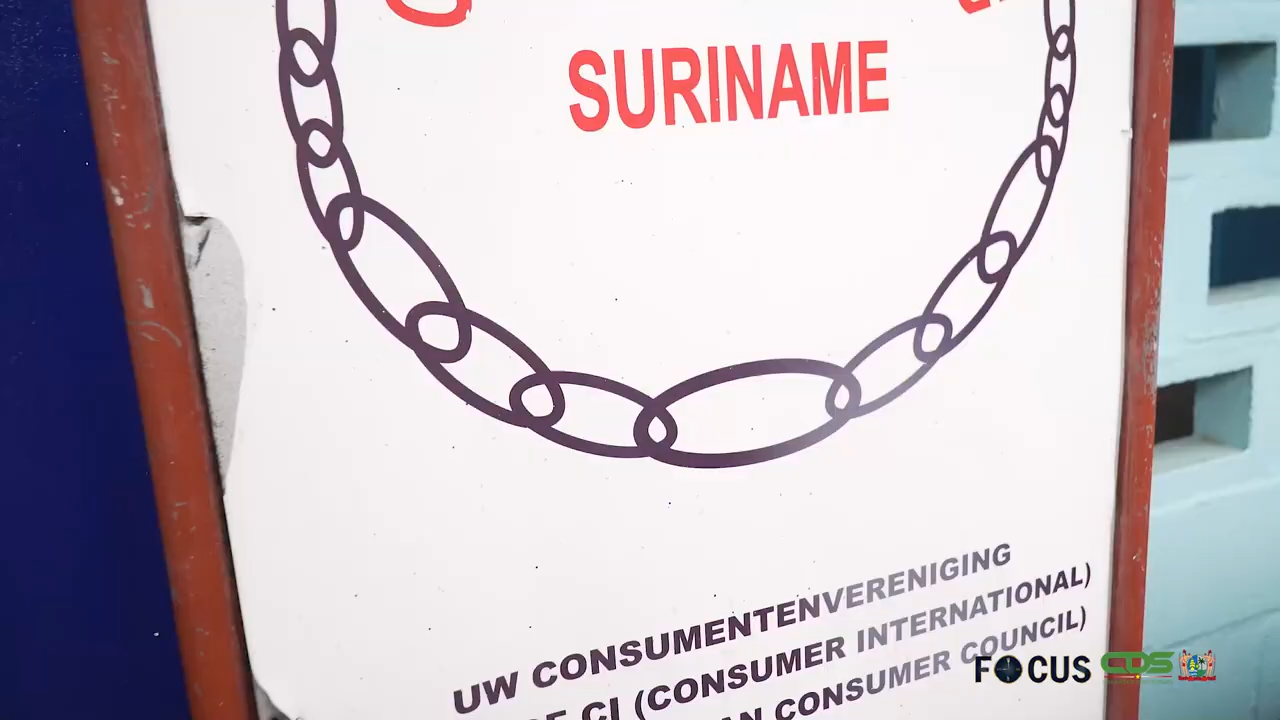 SURINAME
UW CONSUMENTENVERENIGING
CI (CONSUMER INTERNATIONAL)
CONSUMER COUNCIL)
FOCUS
CDS